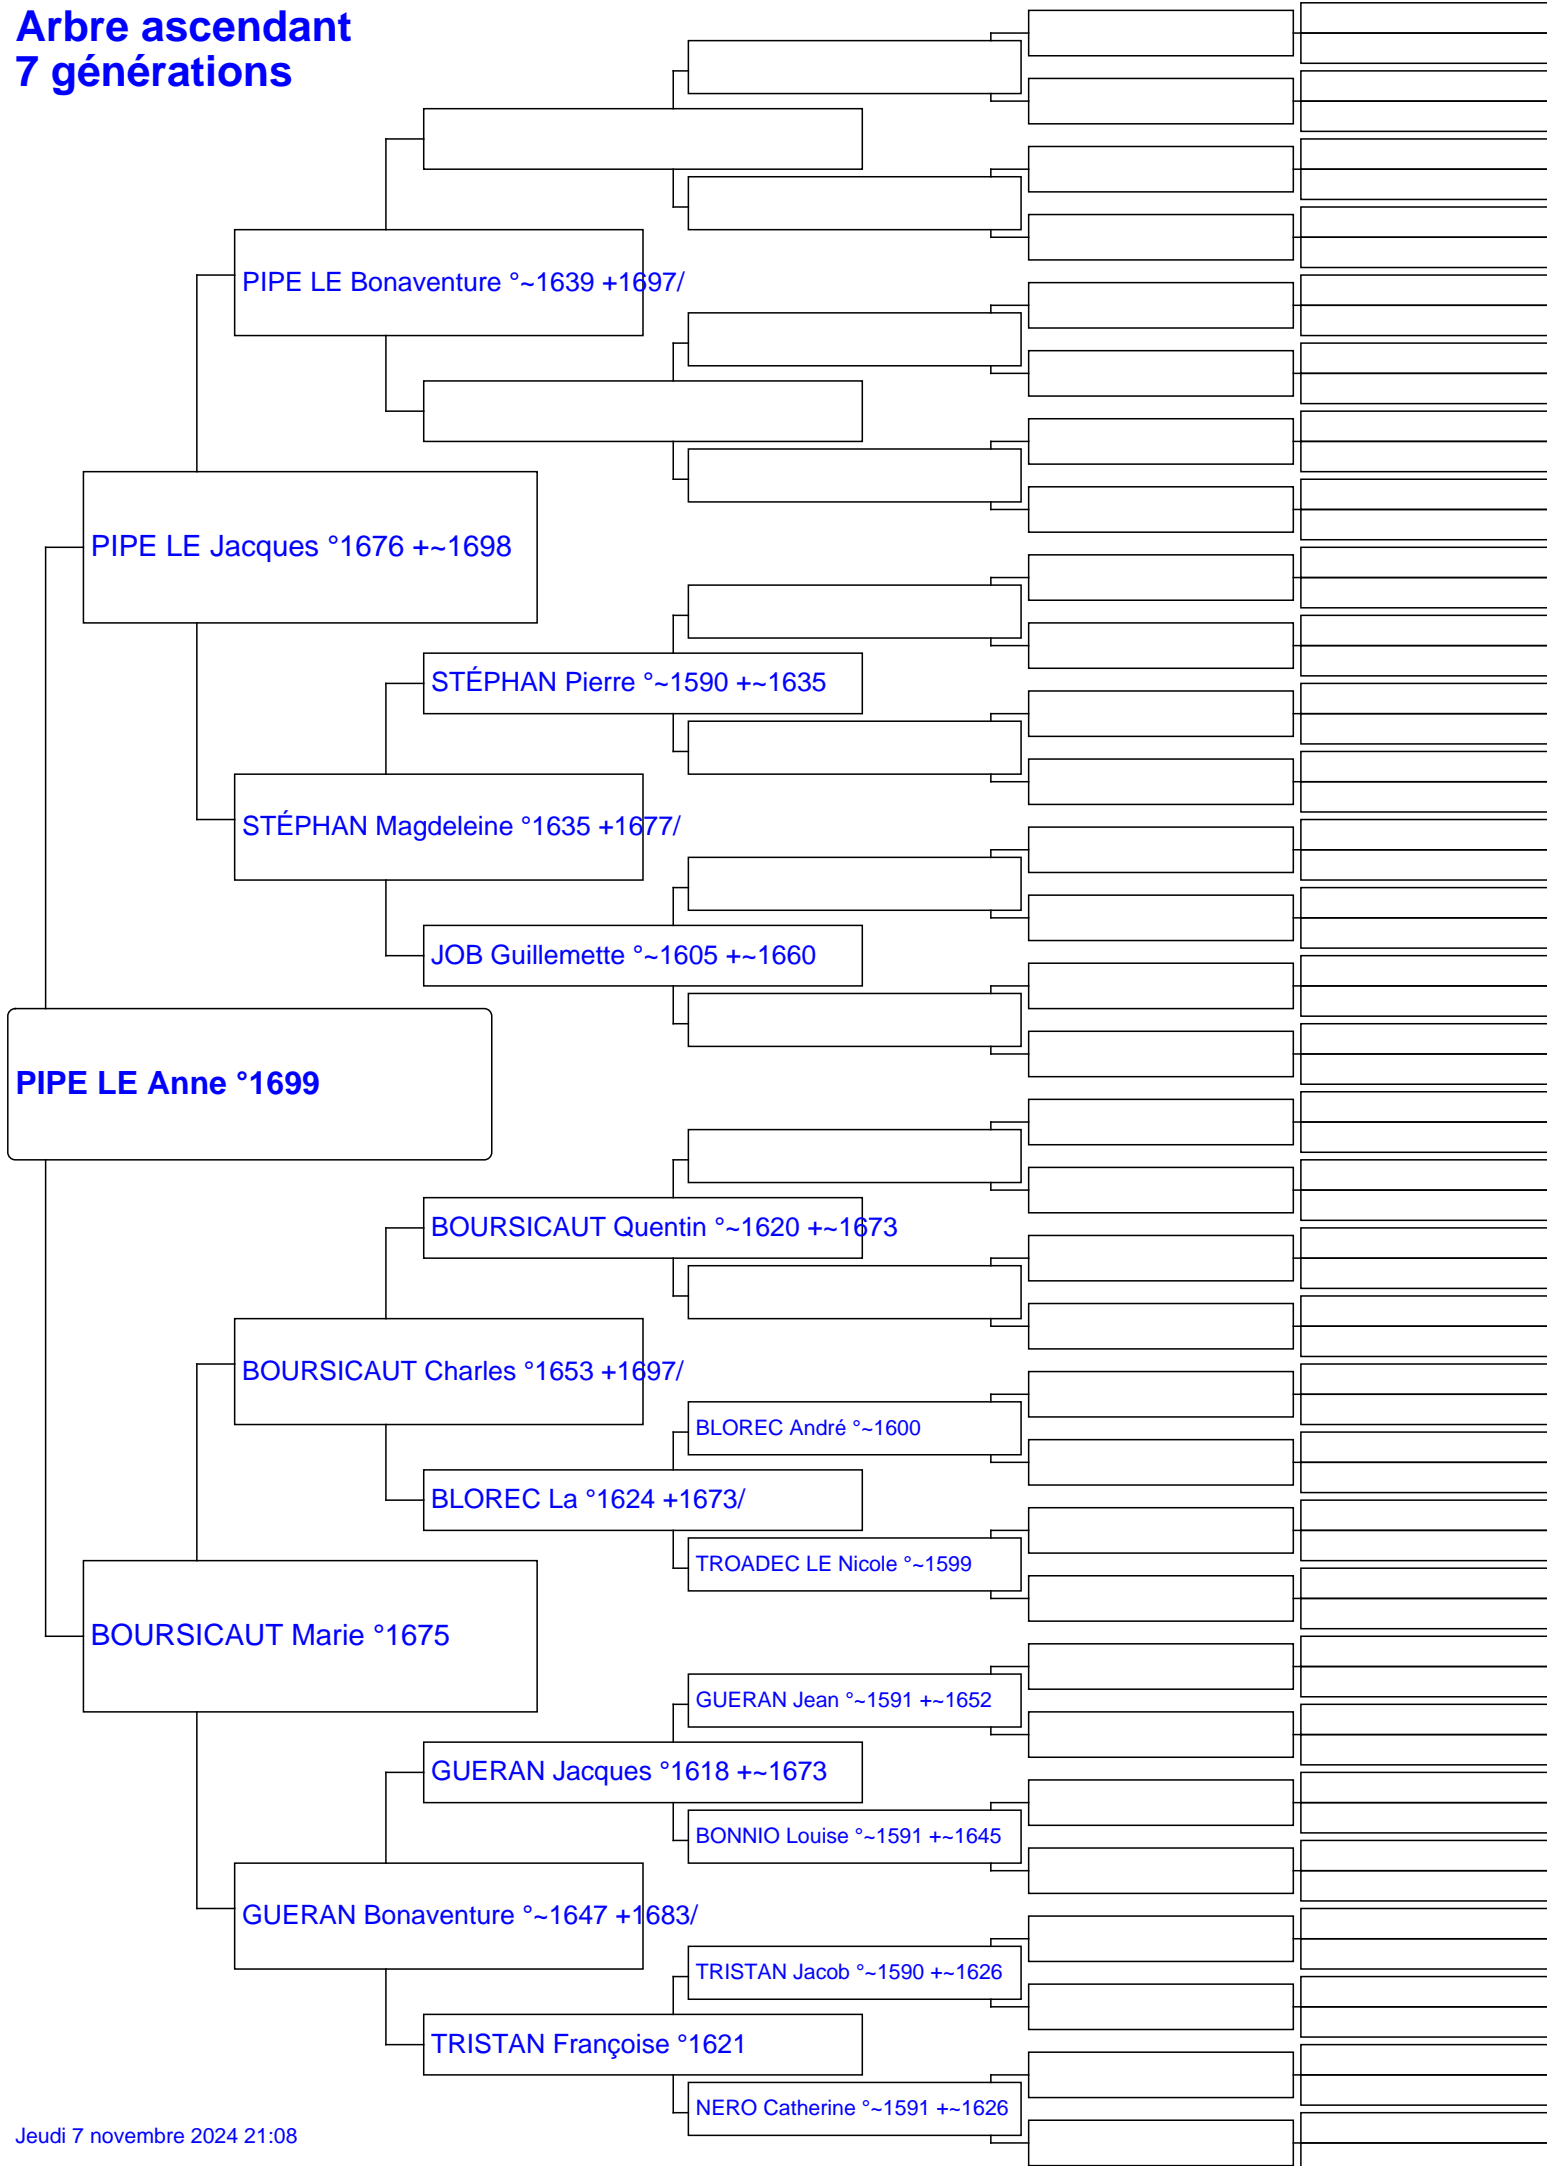 Arbre ascendant
7 générations
PIPE LE Bonaventure °~1639 +1697/
PIPE LE Jacques °1676 +~1698
STÉPHAN Pierre °~1590 +~1635
STÉPHAN Magdeleine °1635 +1677/
JOB Guillemette °~1605 +~1660
PIPE LE Anne °1699
BOURSICAUT Quentin °~1620 +~1673
BOURSICAUT Charles °1653 +1697/
BLOREC André °~1600
BLOREC La °1624 +1673/
TROADEC LE Nicole °~1599
BOURSICAUT Marie °1675
GUERAN Jean °~1591 +~1652
GUERAN Jacques °1618 +~1673
BONNIO Louise °~1591 +~1645
GUERAN Bonaventure °~1647 +1683/
TRISTAN Jacob °~1590 +~1626
TRISTAN Françoise °1621
NERO Catherine °~1591 +~1626
Jeudi 7 novembre 2024 21:08